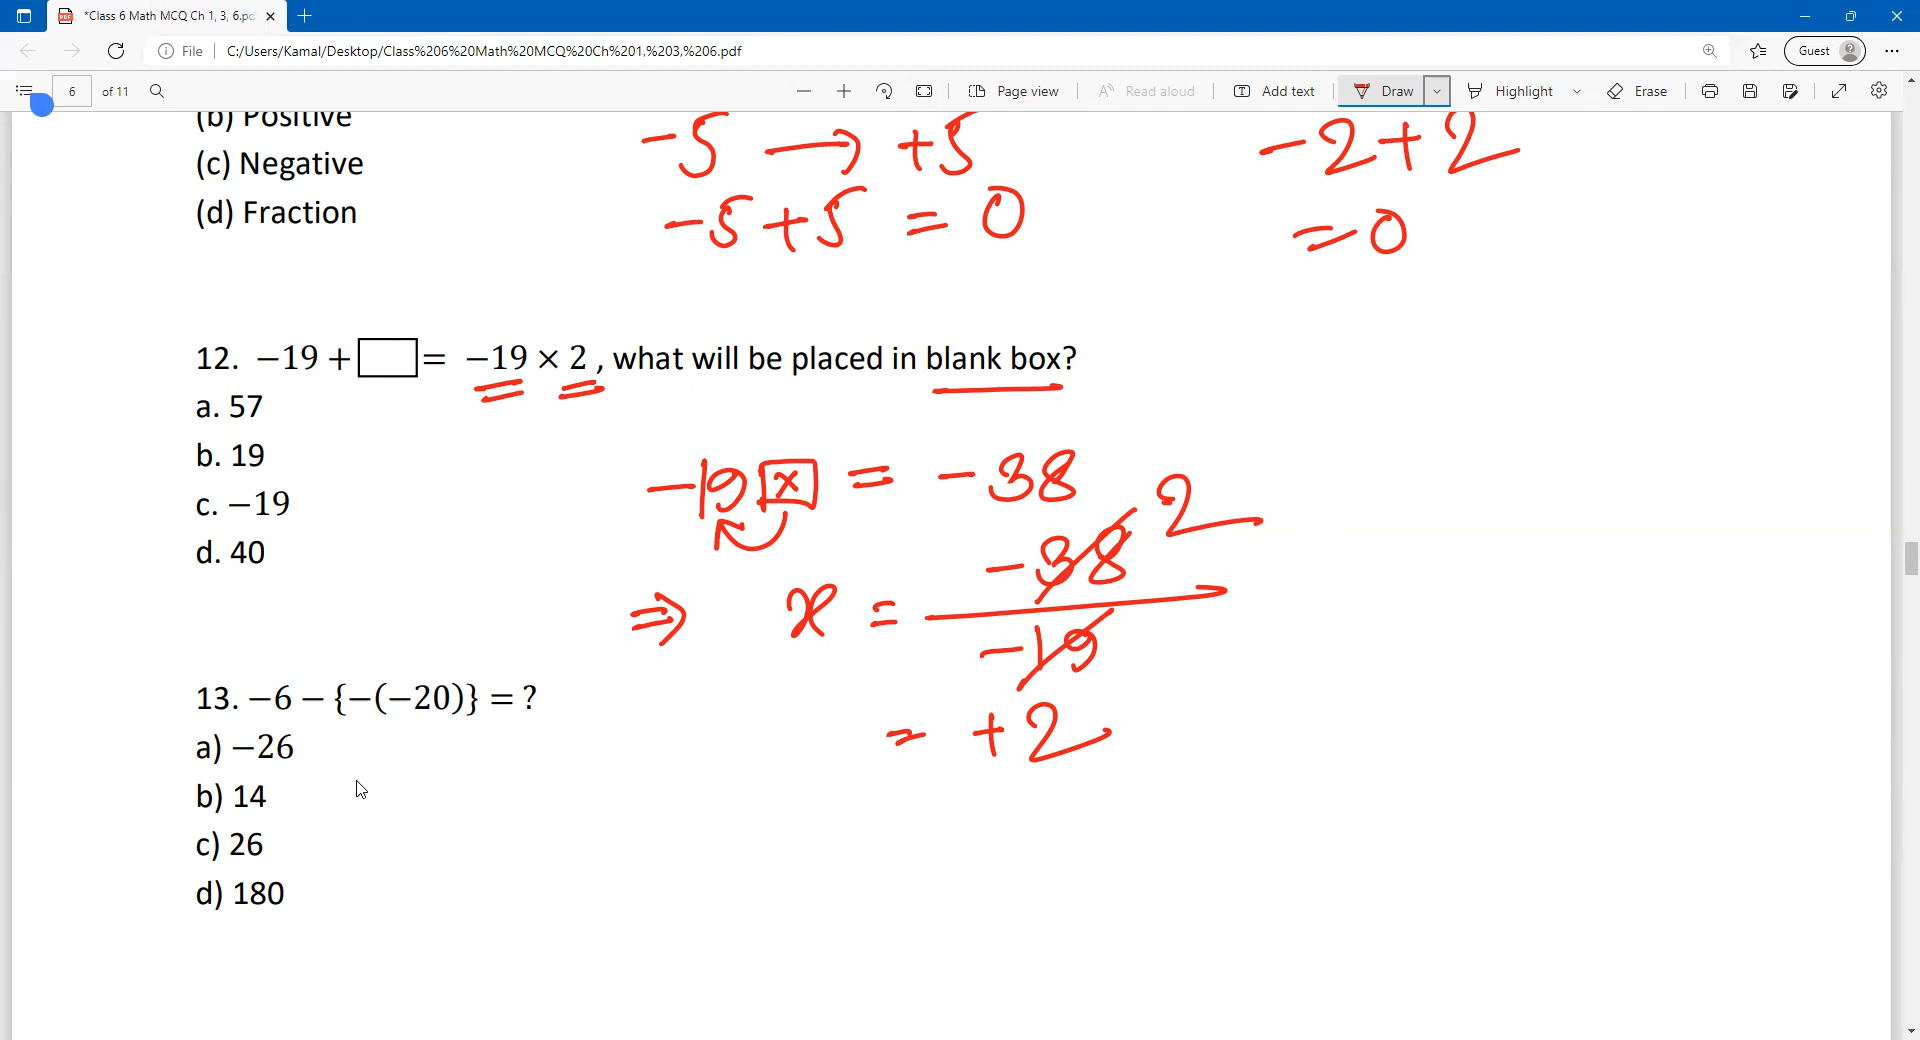 *Class 6 Math MCQ Ch 1, 3, 6.pd
File C:/Users/Kamal/Desktop/Class%206%20Math%20MCQ%20Ch%201,%203,%206.pdf Guest
6 of 11 Page view Read aloud Add text Draw Highlight Erase
(b) Positive
-5 → +5
-2+2
(c) Negative
(d) Fraction
-5+5 = 0
=0
12. −19 + = −19 × 2 , what will be placed in blank box?
a. 57
b. 19
c. −19
d. 40
-19 x = -38
-38 2
⇒ x =
-19
= +2
13. −6 − {−(−20)} = ?
a) −26
b) 14
c) 26
d) 180